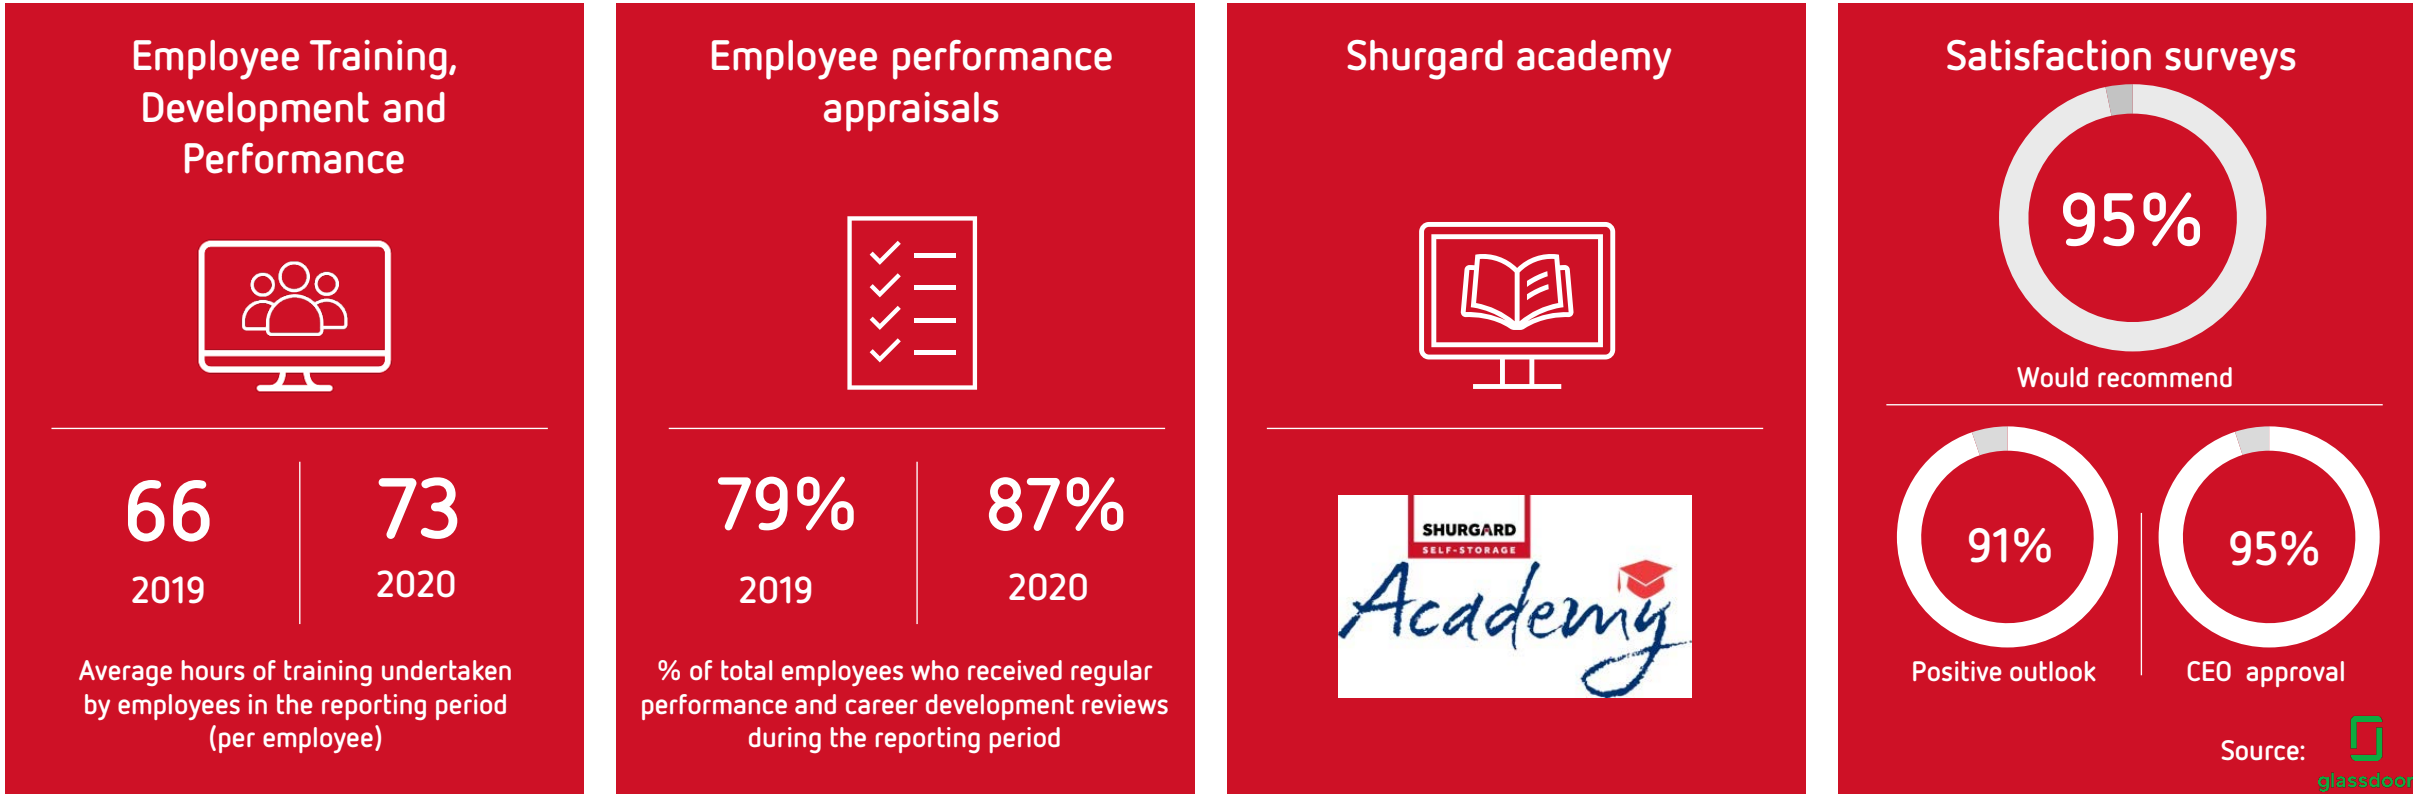 Employee Training,
Development and
Performance
66
2019
73
2020
Average hours of training undertaken
by employees in the reporting period
(per employee)
Employee performance
appraisals
79%
2019
87%
2020
% of total employees who received regular
performance and career development reviews
during the reporting period
Shurgard academy
SHURGARD
SELF-STORAGE
Academy
Satisfaction surveys
95%
Would recommend
91%
Positive outlook
95%
CEO approval
Source:
glassdoor